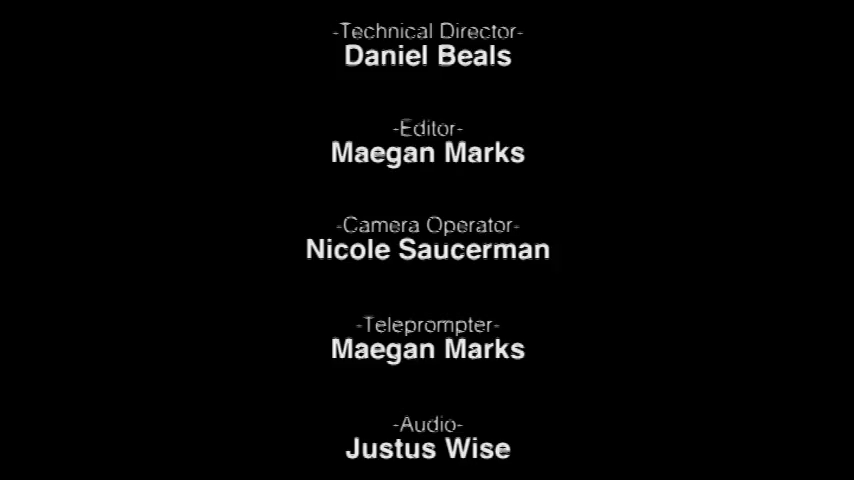 -Technical Director-
Daniel Beals
-Editor-
Maegan Marks
-Camera Operator-
Nicole Saucerman
-Teleprompter-
Maegan Marks
-Audio-
Justus Wise